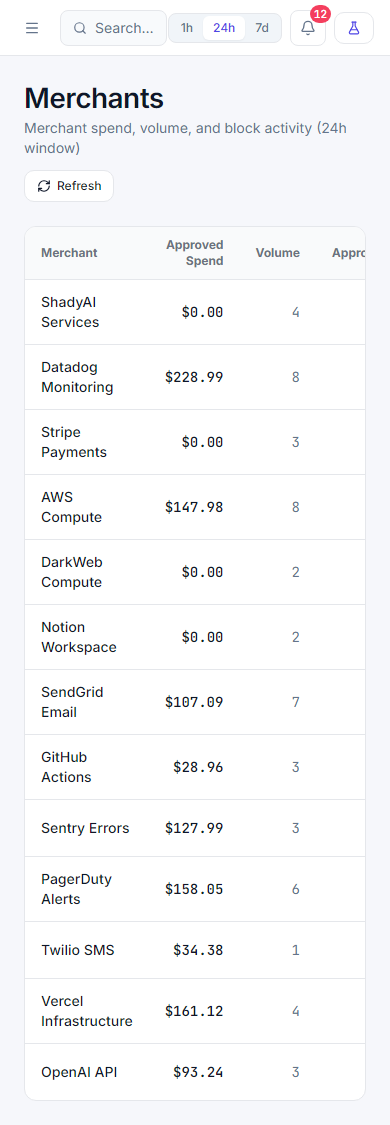 Search... 1h 24h 7d 12
Merchants
Merchant spend, volume, and block activity (24h
window)
Refresh
Merchant Approved Spend Volume Appro
ShadyAI
Services
$0.00 4
Datadog
Monitoring
$228.99 8
Stripe
Payments
$0.00 3
AWS
Compute
$147.98 8
DarkWeb
Compute
$0.00 2
Notion
Workspace
$0.00 2
SendGrid
Email
$107.09 7
GitHub
Actions
$28.96 3
Sentry Errors $127.99 3
PagerDuty
Alerts
$158.05 6
Twilio SMS $34.38 1
Vercel
Infrastructure
$161.12 4
OpenAI API $93.24 3